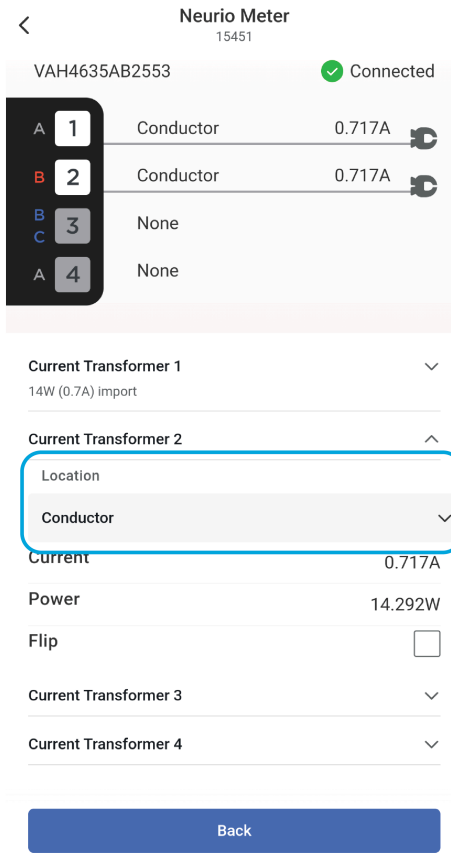 Neurio Meter
15451
VAH4635AB2553 Connected
A 1 Conductor 0.717A
B 2 Conductor 0.717A
B C 3 None
A 4 None
Current Transformer 1
14W (0.7A) import
Current Transformer 2
Location
Conductor
Current 0.717A
Power 14.292W
Flip
Current Transformer 3
Current Transformer 4
Back